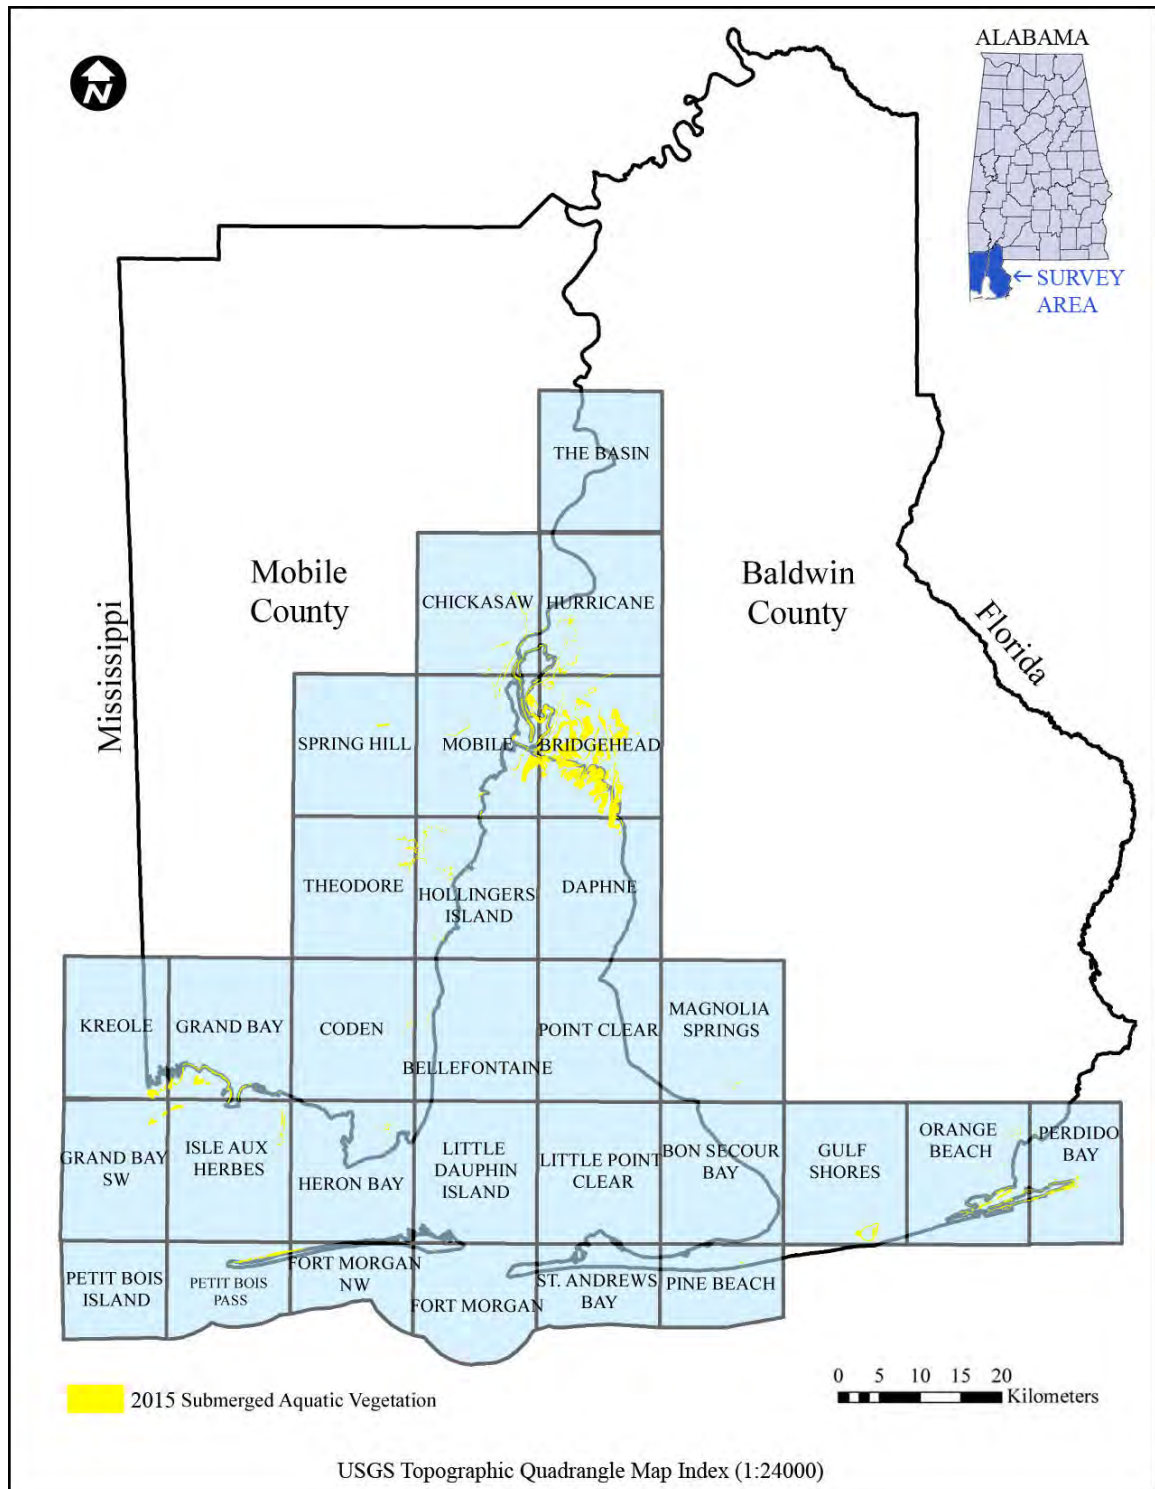 ALABAMA
N
← SURVEY
AREA
THE BASIN
Mobile
County
Baldwin
County
Mississippi
Florida
CHICKASAW
HURRICANE
SPRING HILL
MOBILE
BRIDGEHEAD
THEODORE
HOLLINGERS
ISLAND
DAPHNE
KREOLE
GRAND BAY
CODEN
BELLEFONTAINE
POINT CLEAR
MAGNOLIA
SPRINGS
GRAND BAY
SW
ISLE AUX
HERBES
HERON BAY
LITTLE
DAUPHIN
ISLAND
LITTLE POINT
CLEAR
BON SECOUR
BAY
GULF
SHORES
ORANGE
BEACH
PERDIDO
BAY
PETIT BOIS
ISLAND
PETIT BOIS
PASS
FORT MORGAN
NW
FORT MORGAN
ST. ANDREWS
BAY
PINE BEACH
2015 Submerged Aquatic Vegetation
0 5 10 15 20
Kilometers
USGS Topographic Quadrangle Map Index (1:24000)